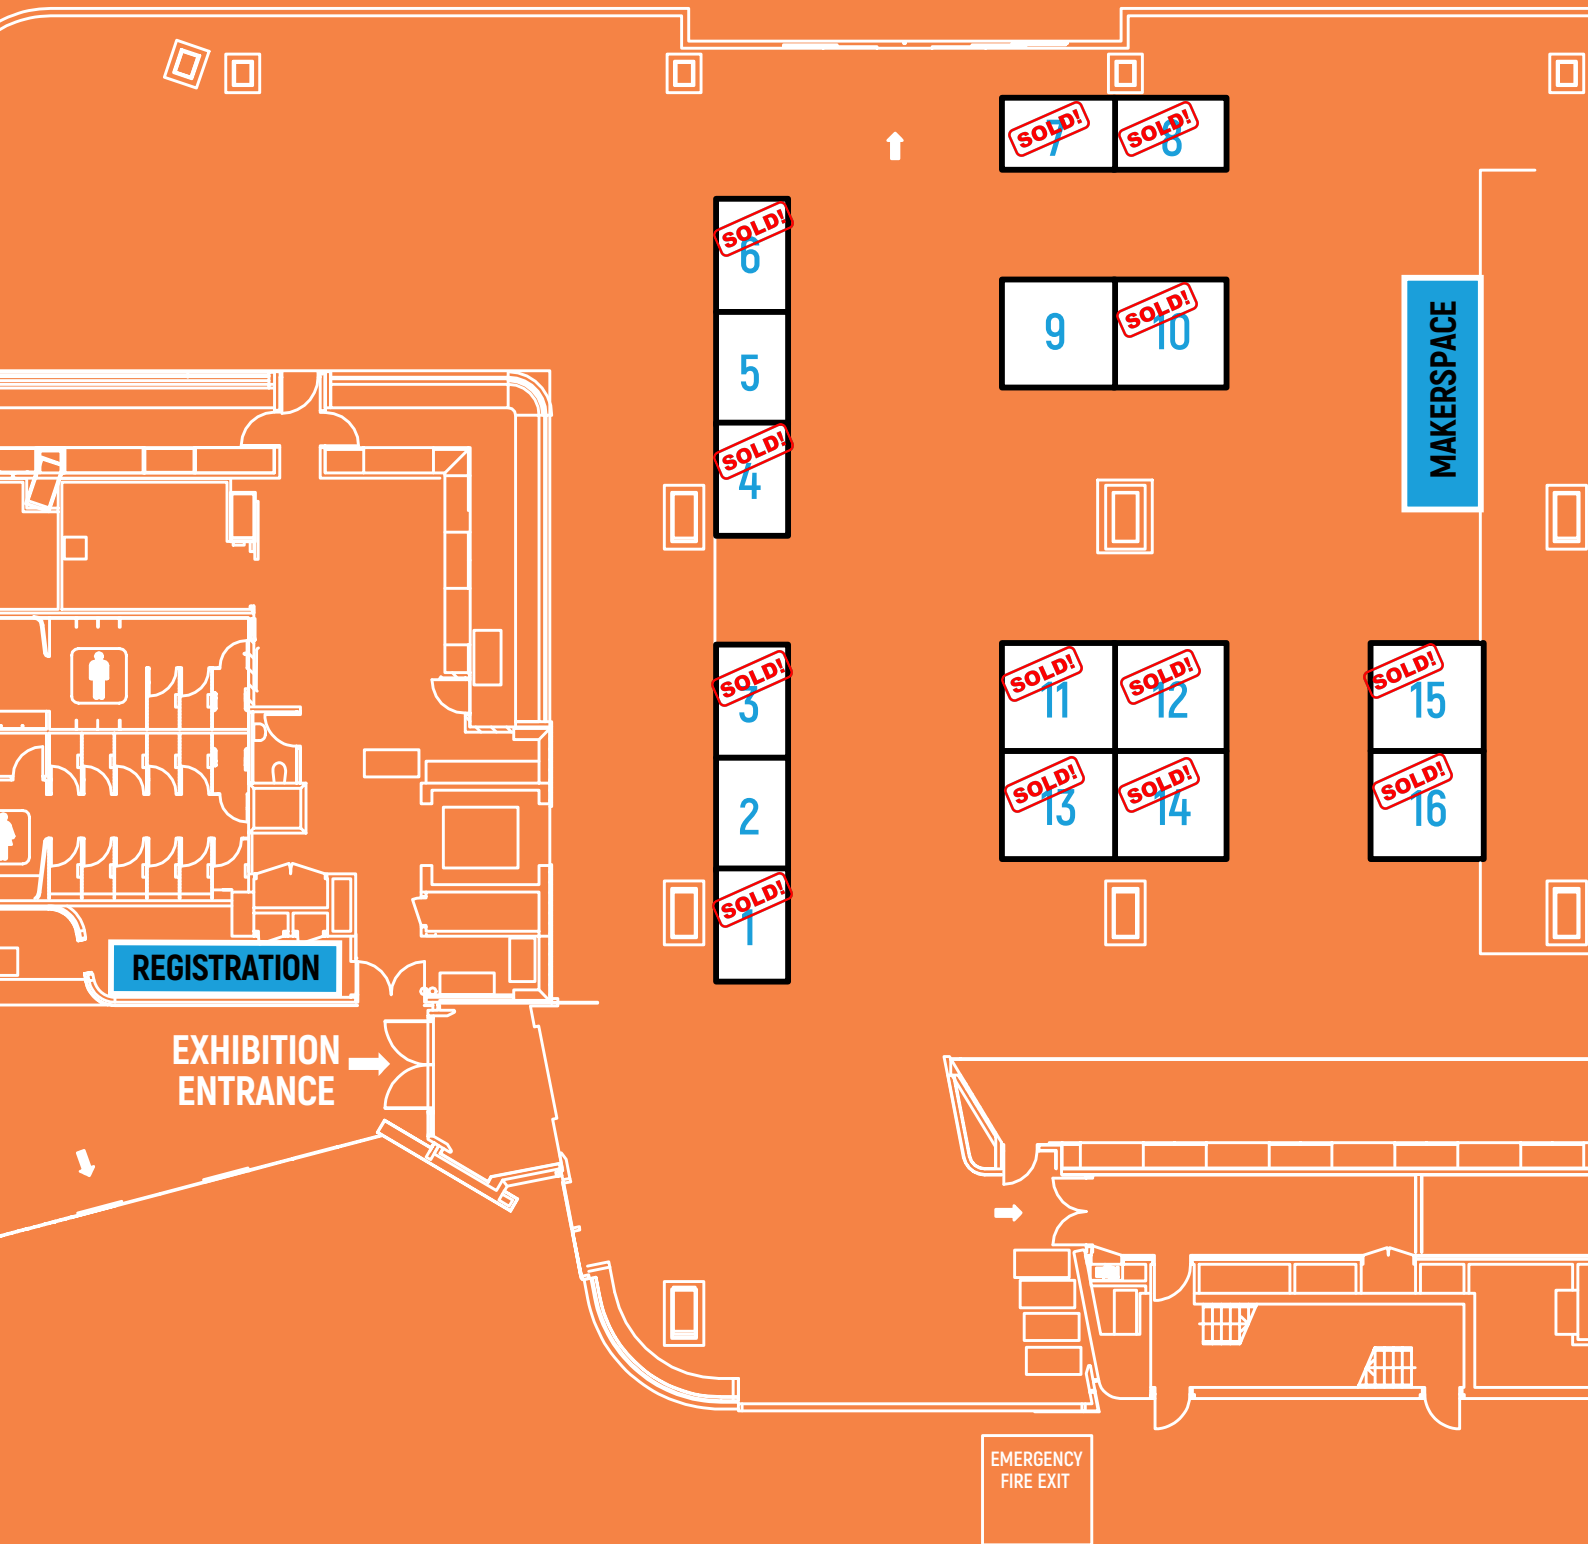 SOLD!
7
SOLD!
8
SOLD!
6
5
SOLD!
4
9
SOLD!
10
MAKERSPACE
SOLD!
3
2
SOLD!
1
SOLD!
11
SOLD!
12
SOLD!
13
SOLD!
14
SOLD!
15
SOLD!
16
REGISTRATION
EXHIBITION
ENTRANCE
EMERGENCY
FIRE EXIT